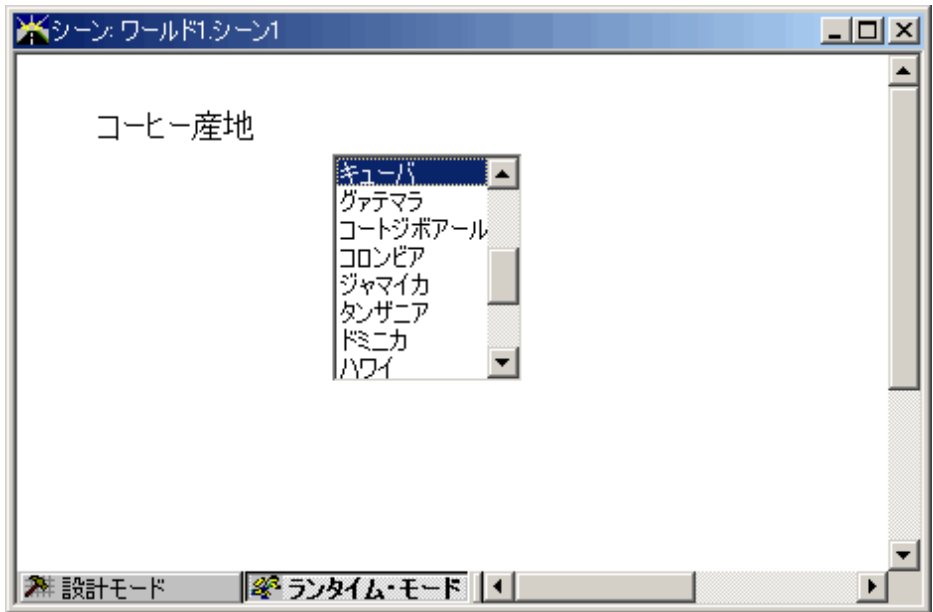 シーン: ワールド1.シーン1
コーヒー産地
キューバ
グァテマラ
コートジボアール
コロンビア
ジャマイカ
タンザニア
ドミニカ
ハワイ
設計モード
ランタイム・モード